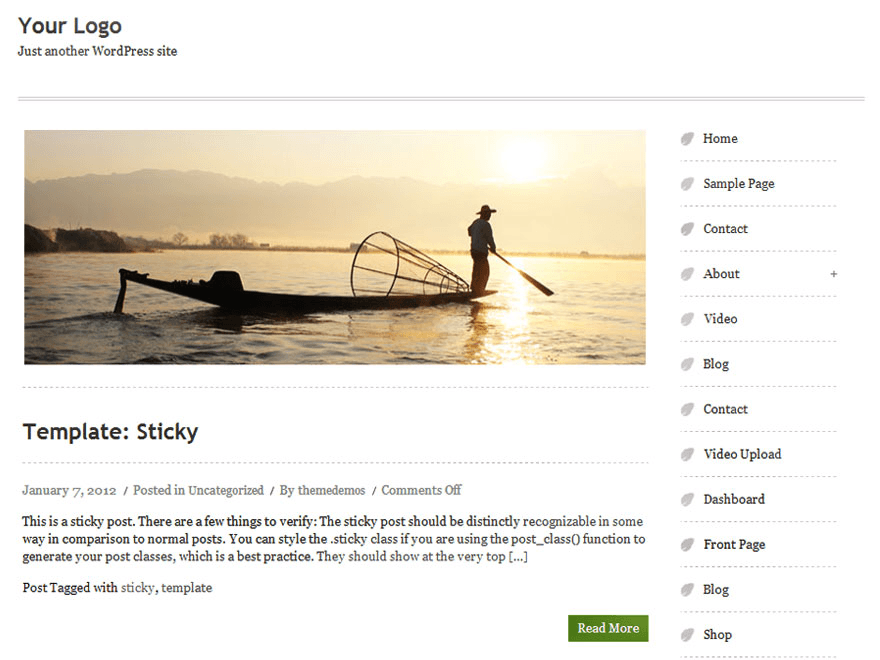 Your Logo
Just another WordPress site
Home
Sample Page
Contact
About +
Video
Blog
Contact
Video Upload
Dashboard
Front Page
Blog
Shop
Template: Sticky
January 7, 2012 / Posted in Uncategorized / By themedemos / Comments Off
This is a sticky post. There are a few things to verify: The sticky post should be distinctly recognizable in some
way in comparison to normal posts. You can style the .sticky class if you are using the post_class() function to
generate your post classes, which is a best practice. They should show at the very top [...]
Post Tagged with sticky, template
Read More